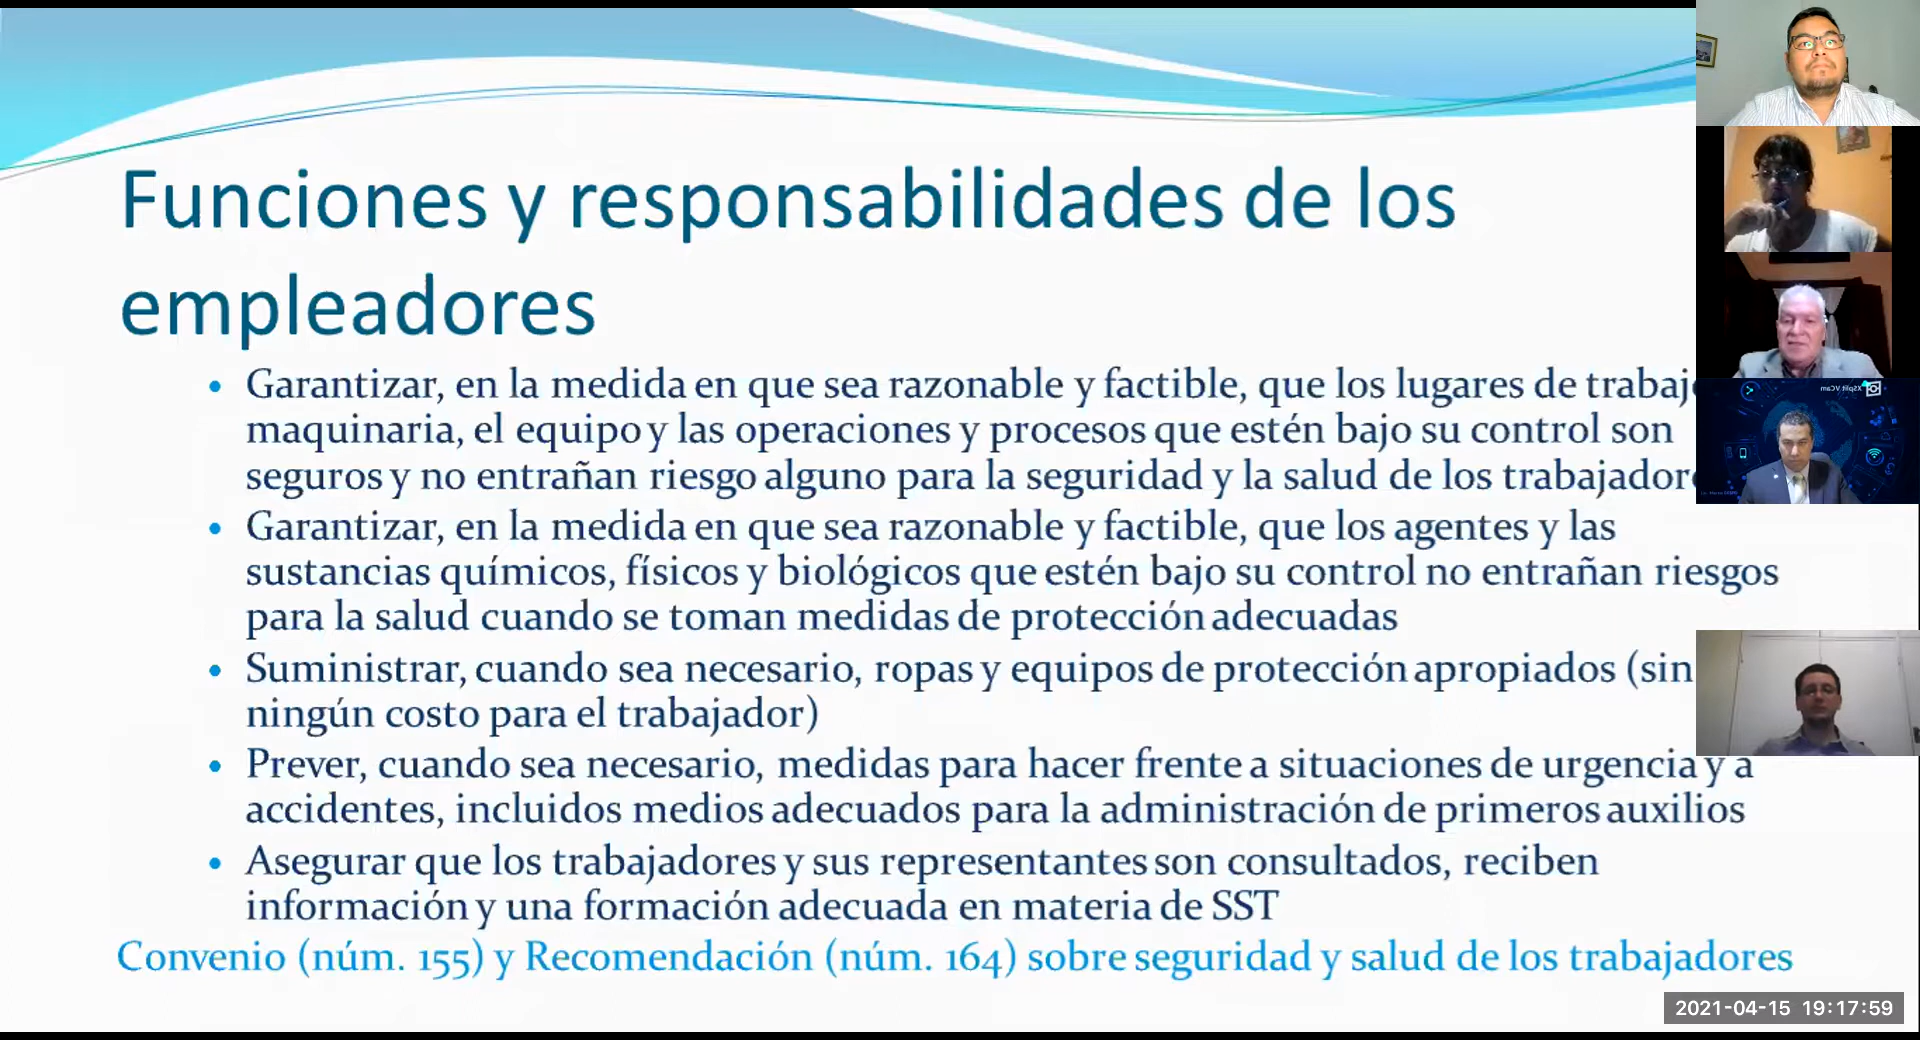 Funciones y responsabilidades de los
empleadores
• Garantizar, en la medida en que sea razonable y factible, que los lugares de trabaj
maquinaria, el equipo y las operaciones y procesos que estén bajo su control son
seguros y no entrañan riesgo alguno para la seguridad y la salud de los trabajador
• Garantizar, en la medida en que sea razonable y factible, que los agentes y las
sustancias químicos, físicos y biológicos que estén bajo su control no entrañan riesgos
para la salud cuando se toman medidas de protección adecuadas
• Suministrar, cuando sea necesario, ropas y equipos de protección apropiados (sin
ningún costo para el trabajador)
• Prever, cuando sea necesario, medidas para hacer frente a situaciones de urgencia y a
accidentes, incluidos medios adecuados para la administración de primeros auxilios
• Asegurar que los trabajadores y sus representantes son consultados, reciben
información y una formación adecuada en materia de SST
Convenio (núm. 155) y Recomendación (núm. 164) sobre seguridad y salud de los trabajadores
XSplit VCam
2021-04-15 19:17:59